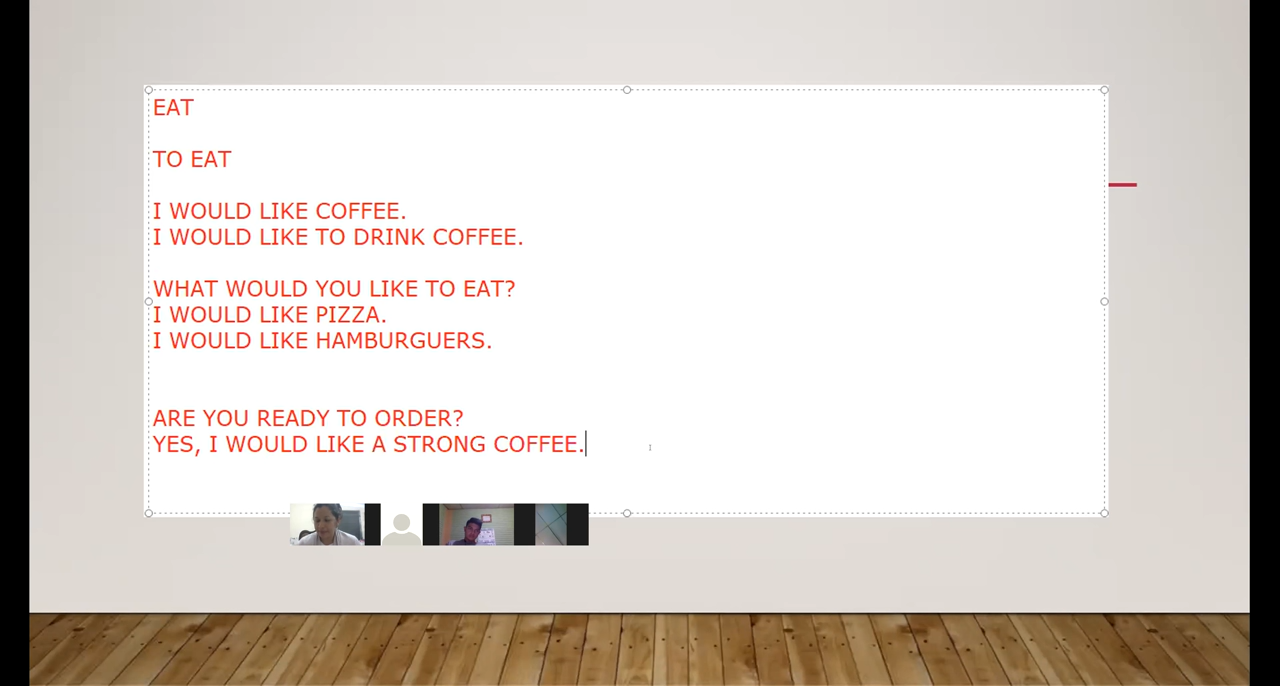 EAT
TO EAT
I WOULD LIKE COFFEE.
I WOULD LIKE TO DRINK COFFEE.
WHAT WOULD YOU LIKE TO EAT?
I WOULD LIKE PIZZA.
I WOULD LIKE HAMBURGUERS.
ARE YOU READY TO ORDER?
YES, I WOULD LIKE A STRONG COFFEE.